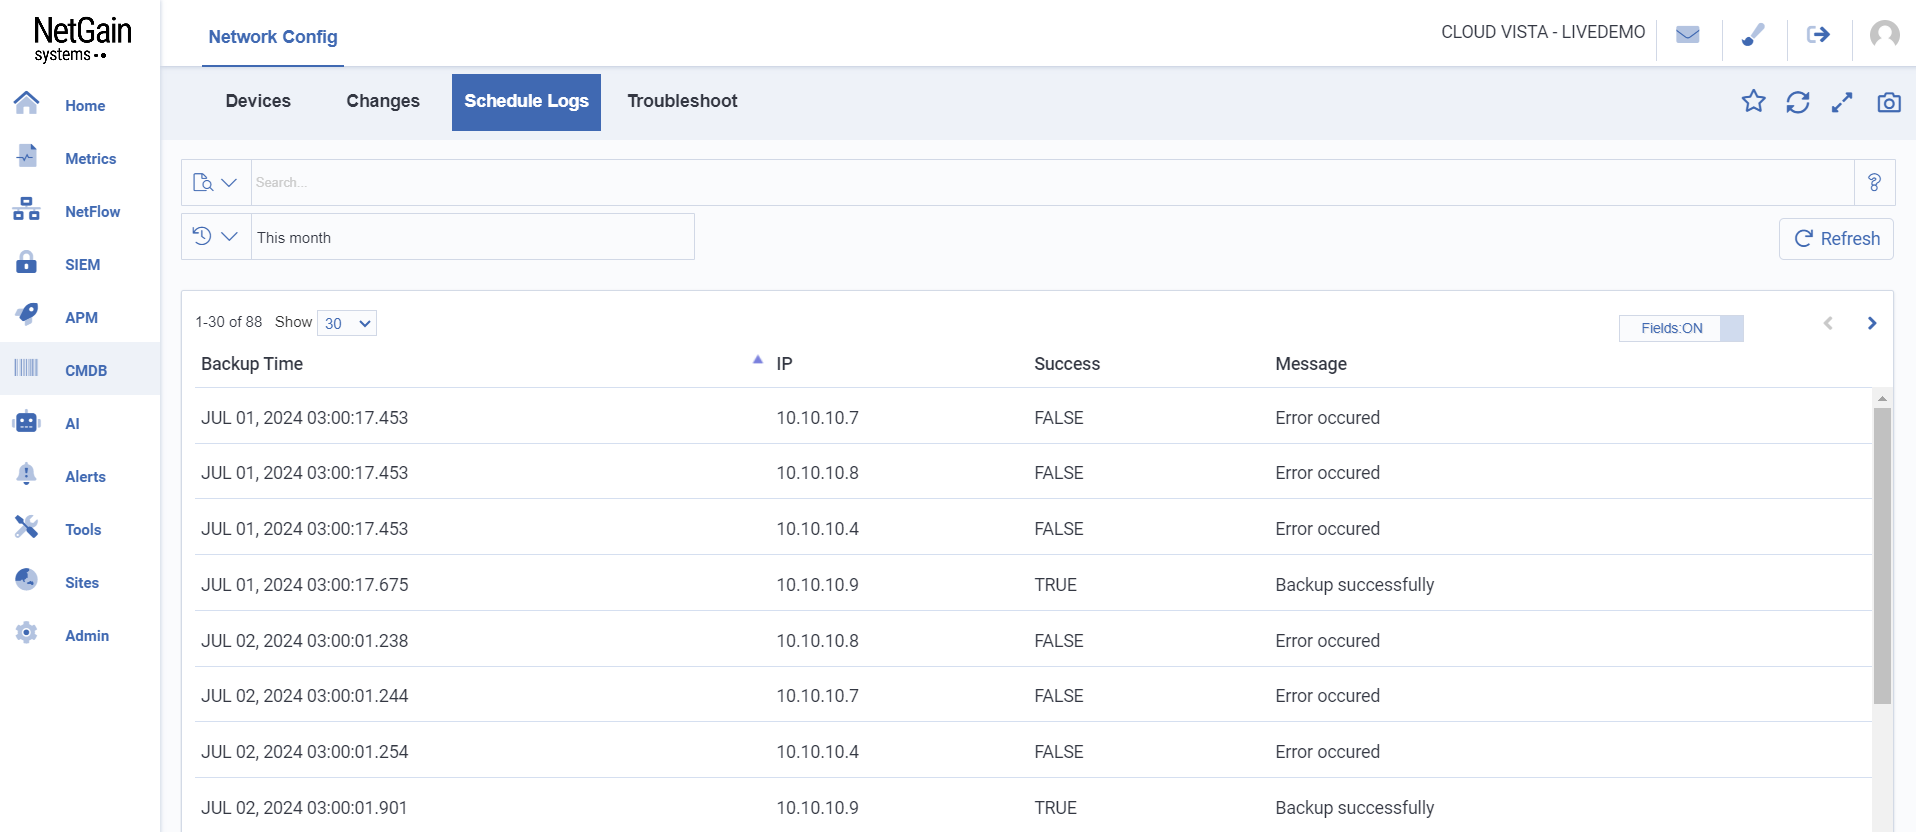 NetGain
systems
Network Config
CLOUD VISTA - LIVEDEMO
Home
Metrics
NetFlow
SIEM
APM
CMDB
AI
Alerts
Tools
Sites
Admin
Devices Changes Schedule Logs Troubleshoot
Search...
?
This month
Refresh
1-30 of 88 Show 30
Fields:ON
Backup Time IP Success Message
JUL 01, 2024 03:00:17.453 10.10.10.7 FALSE Error occured
JUL 01, 2024 03:00:17.453 10.10.10.8 FALSE Error occured
JUL 01, 2024 03:00:17.453 10.10.10.4 FALSE Error occured
JUL 01, 2024 03:00:17.675 10.10.10.9 TRUE Backup successfully
JUL 02, 2024 03:00:01.238 10.10.10.8 FALSE Error occured
JUL 02, 2024 03:00:01.244 10.10.10.7 FALSE Error occured
JUL 02, 2024 03:00:01.254 10.10.10.4 FALSE Error occured
JUL 02, 2024 03:00:01.901 10.10.10.9 TRUE Backup successfully